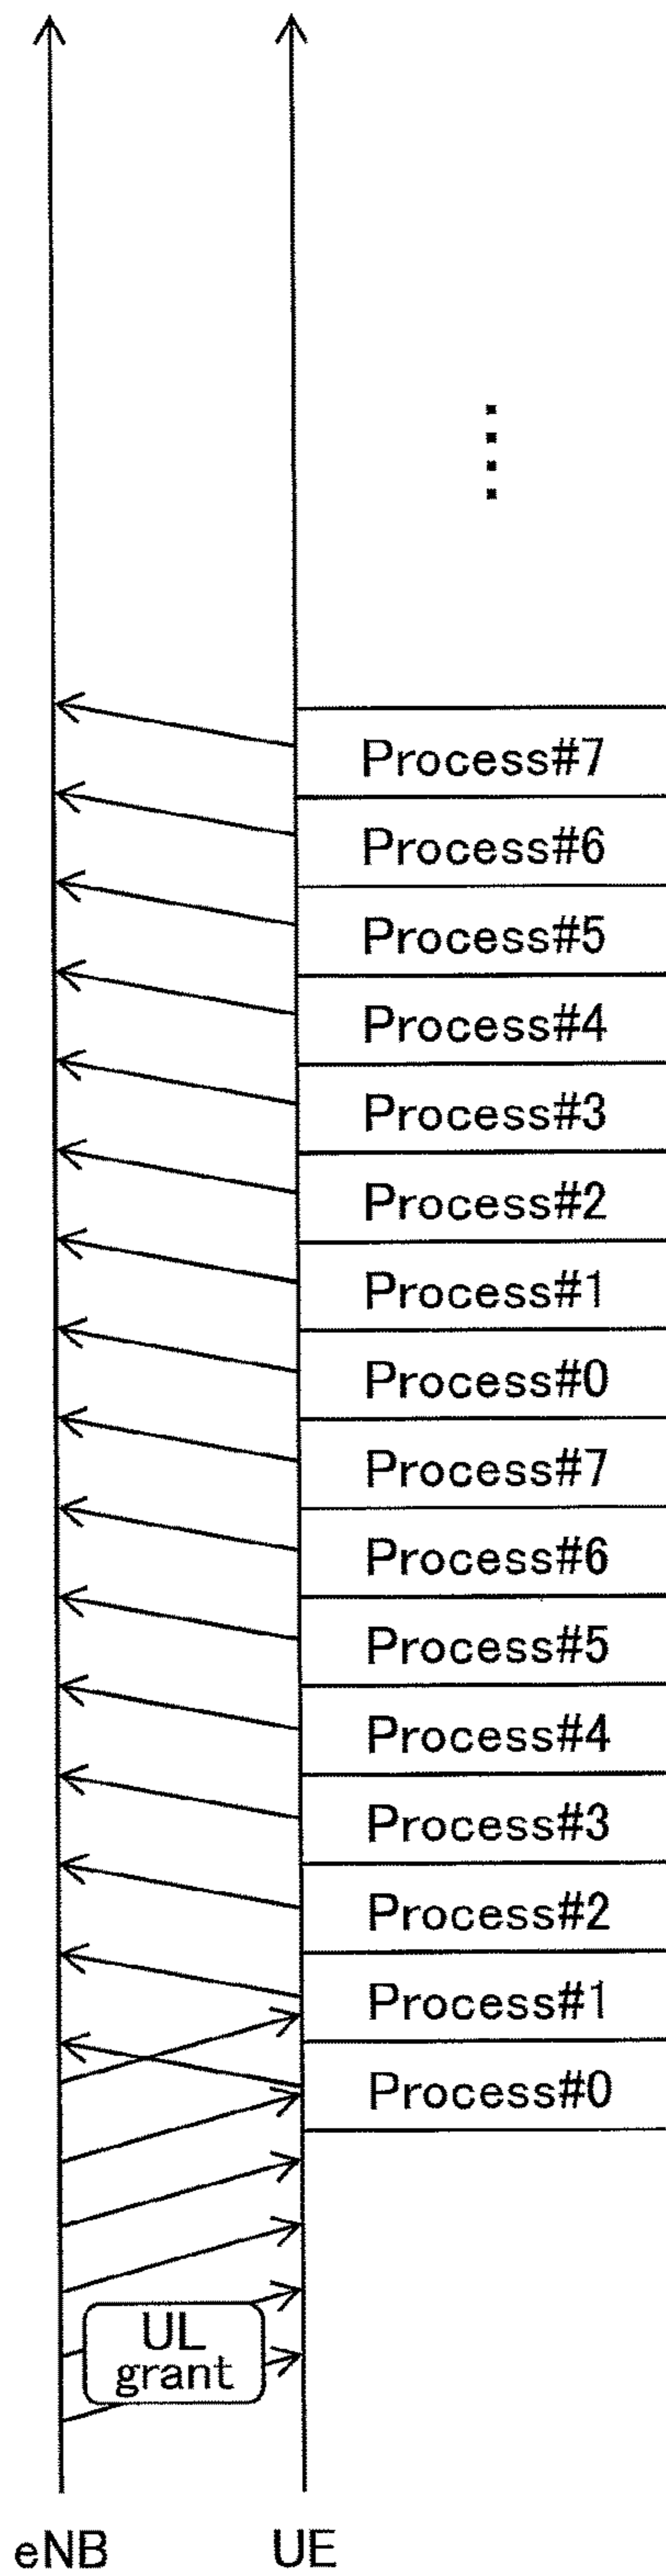 Process#7
Process#6
Process#5
Process#4
Process#3
Process#2
Process#1
Process#0
Process#7
Process#6
Process#5
Process#4
Process#3
Process#2
Process#1
Process#0
UL
grant
eNB
UE